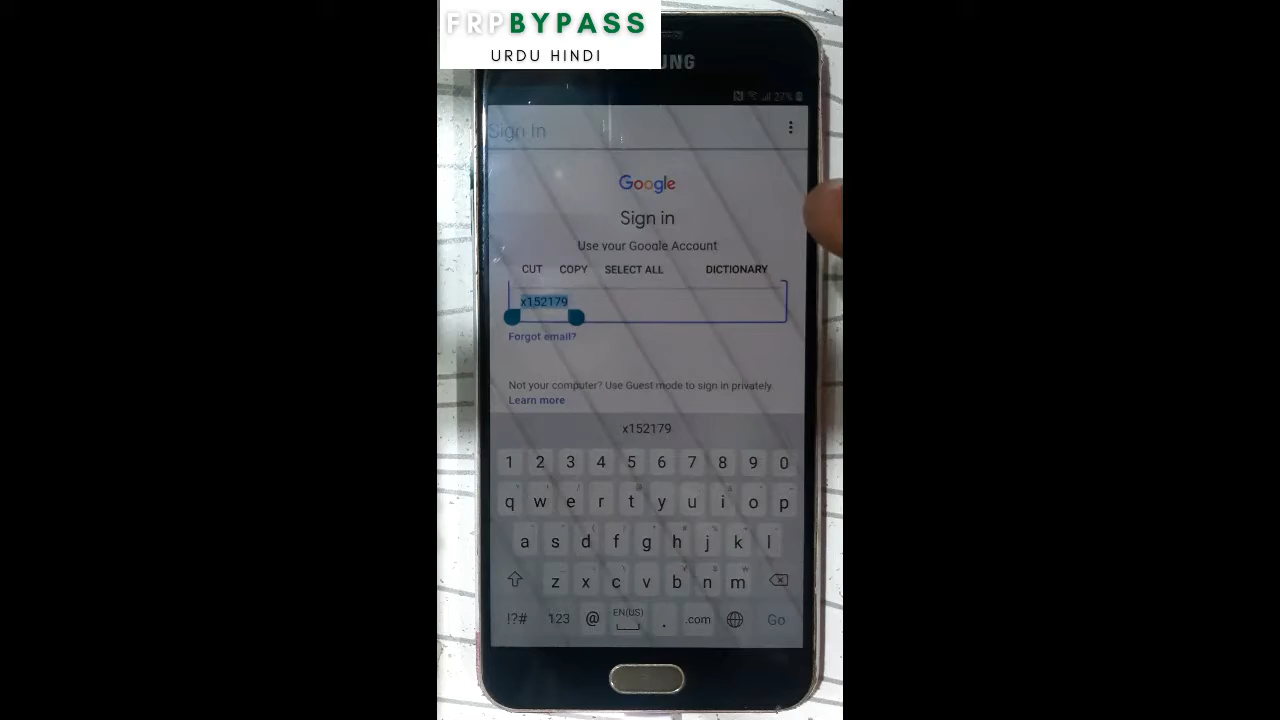 FRPBYPASS
URDU HINDI
UNG
27%
Sign In
Google
Sign in
Use your Google Account
CUT COPY SELECT ALL DICTIONARY
x152179
Forgot email?
Not your computer? Use Guest mode to sign in privately.
Learn more
x152179
1 2 3 4 5 6 7 8 9 0
q w e r t y u i o p
a s d f g h j k l
z x c v b n m
!?# 123 @ EN(US) . .com Go